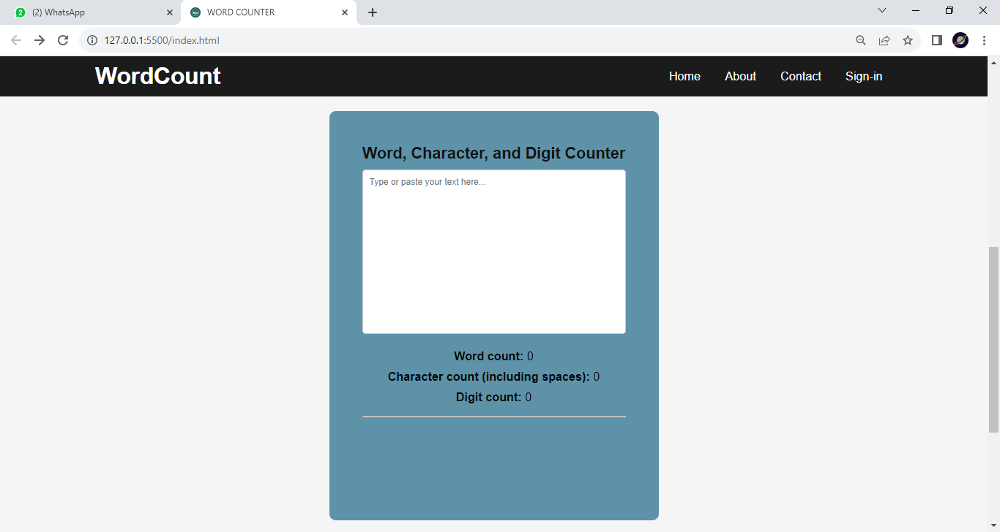 (2) WhatsApp
WORD COUNTER
127.0.0.1:5500/index.html
WordCount
Home About Contact Sign-in
Word, Character, and Digit Counter
Type or paste your text here...
Word count: 0
Character count (including spaces): 0
Digit count: 0